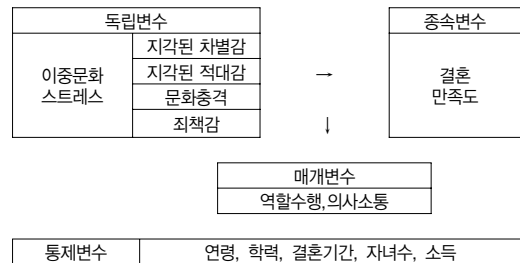 독립변수
종속변수
이중문화
스트레스
지각된 차별감
지각된 적대감
문화충격
죄책감
→
결혼
만족도
↓
매개변수
역할수행,의사소통
통제변수
연령, 학력, 결혼기간, 자녀수, 소득